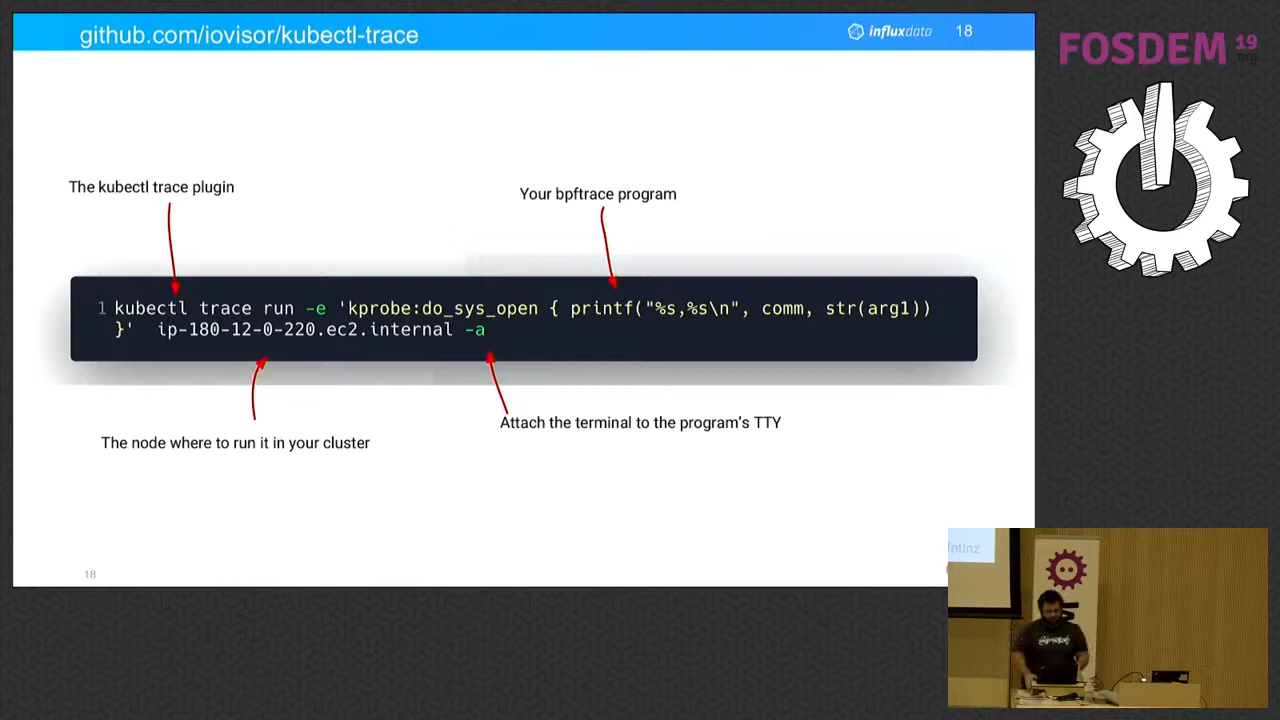 github.com/iovisor/kubectl-trace
influxdata
18
FOSDEM 19
.org
The kubectl trace plugin
Your bpftrace program
1 kubectl trace run -e 'kprobe:do_sys_open { printf("%s,%s\n", comm, str(arg1))
}'  ip-180-12-0-220.ec2.internal -a
Attach the terminal to the program’s TTY
The node where to run it in your cluster
18
fntlnz